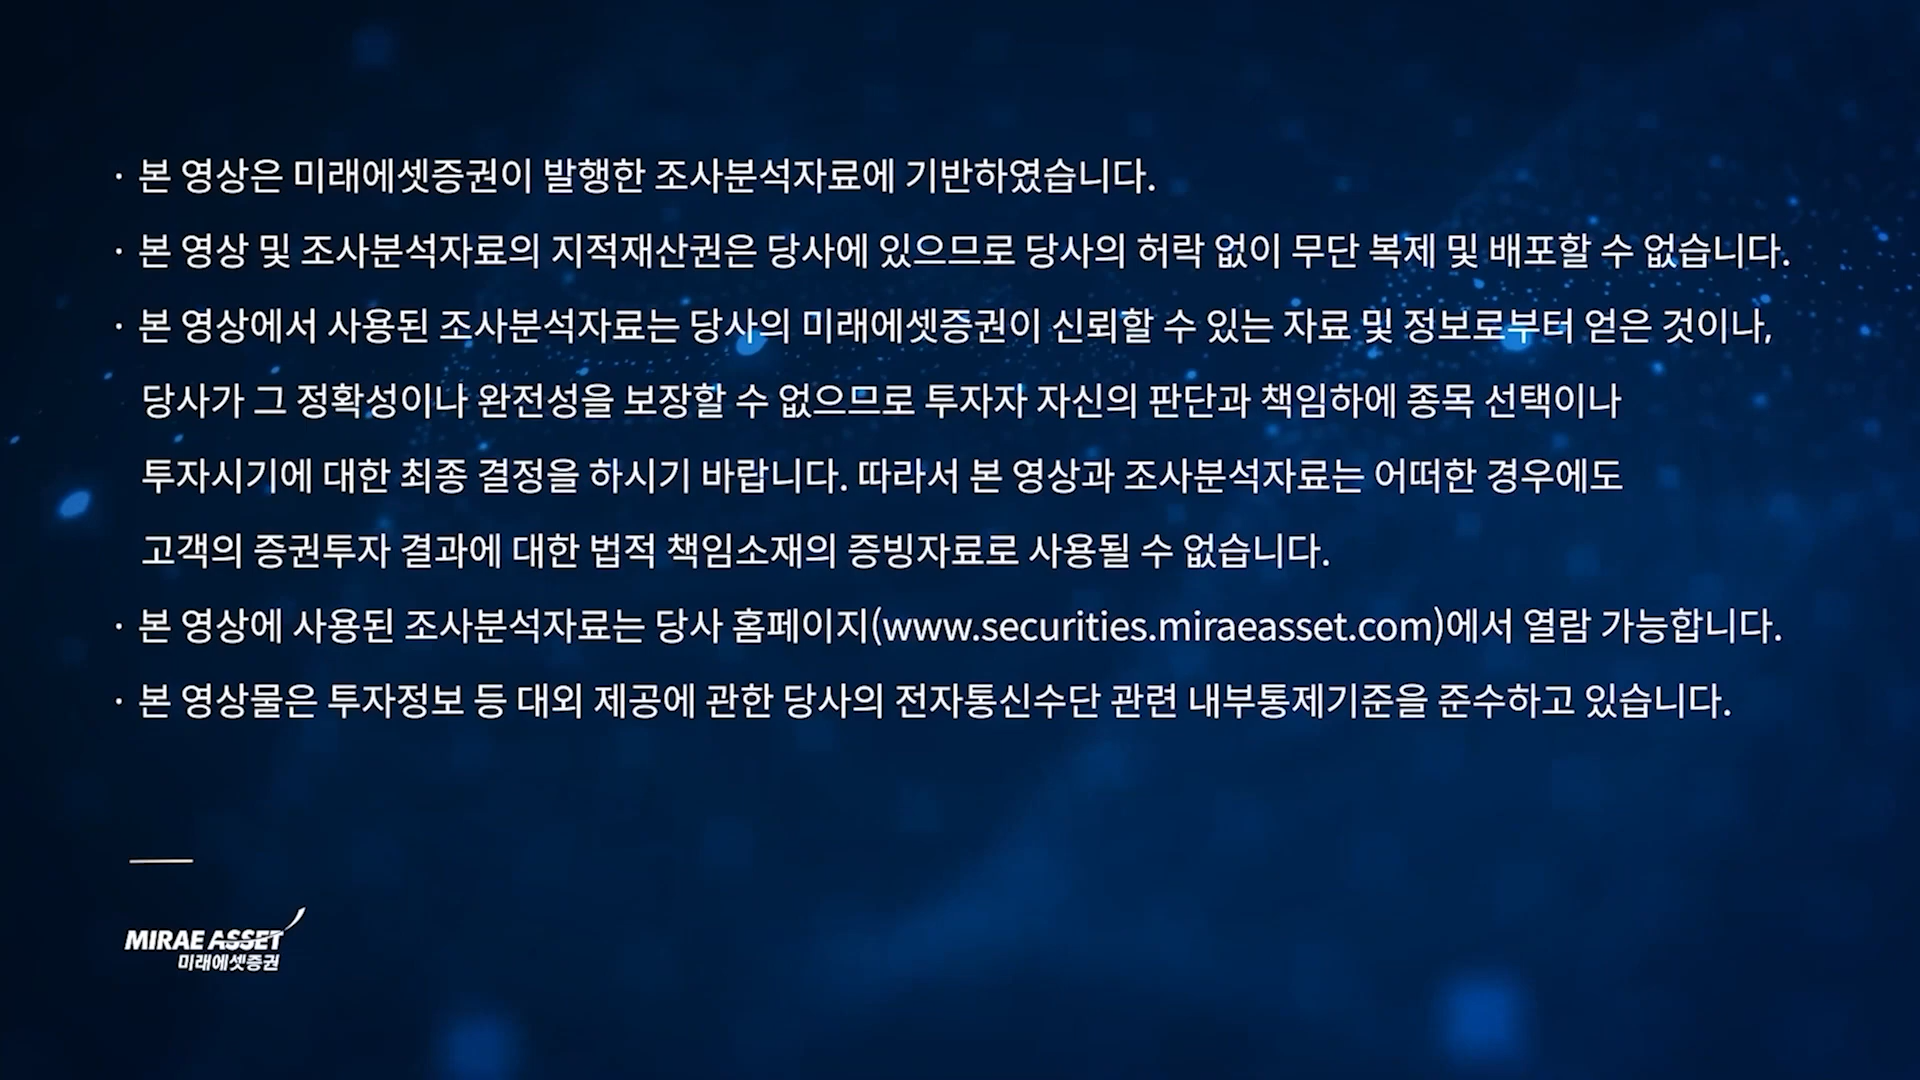 · 본 영상은 미래에셋증권이 발행한 조사분석자료에 기반하였습니다.
· 본 영상 및 조사분석자료의 지적재산권은 당사에 있으므로 당사의 허락 없이 무단 복제 및 배포할 수 없습니다.
· 본 영상에서 사용된 조사분석자료는 당사의 미래에셋증권이 신뢰할 수 있는 자료 및 정보로부터 얻은 것이나,
당사가 그 정확성이나 완전성을 보장할 수 없으므로 투자자 자신의 판단과 책임하에 종목 선택이나
투자시기에 대한 최종 결정을 하시기 바랍니다. 따라서 본 영상과 조사분석자료는 어떠한 경우에도
고객의 증권투자 결과에 대한 법적 책임소재의 증빙자료로 사용될 수 없습니다.
· 본 영상에 사용된 조사분석자료는 당사 홈페이지(www.securities.miraeasset.com)에서 열람 가능합니다.
· 본 영상물은 투자정보 등 대외 제공에 관한 당사의 전자통신수단 관련 내부통제기준을 준수하고 있습니다.
MIRAE ASSET
미래에셋증권